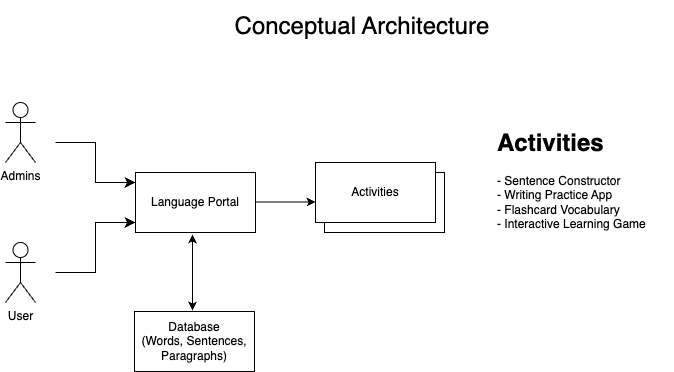 Conceptual Architecture
Admins
Language Portal
Activities
User
Database
(Words, Sentences,
Paragraphs)
Activities
- Sentence Constructor
- Writing Practice App
- Flashcard Vocabulary
- Interactive Learning Game